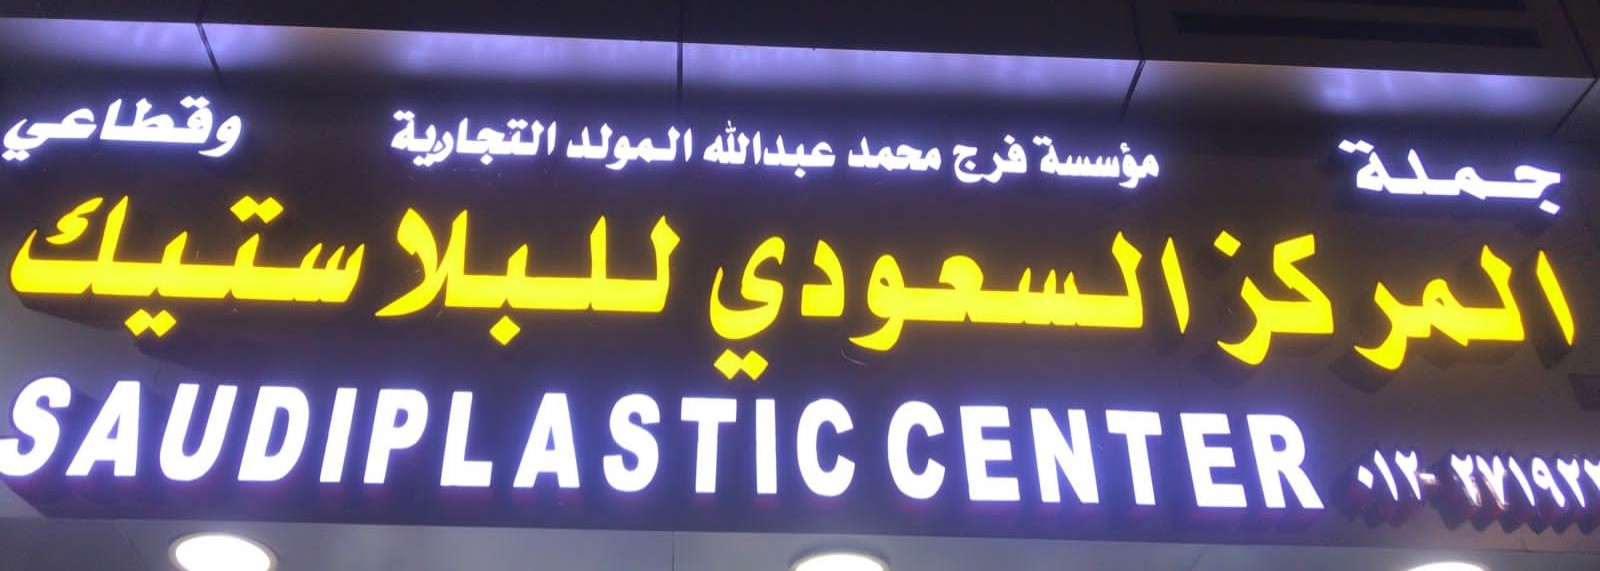 جملة مؤسسة فرج محمد عبدالله المولد التجارية وقطاعي
المركز السعودي للبلاستيك
SAUDIPLASTIC CENTER